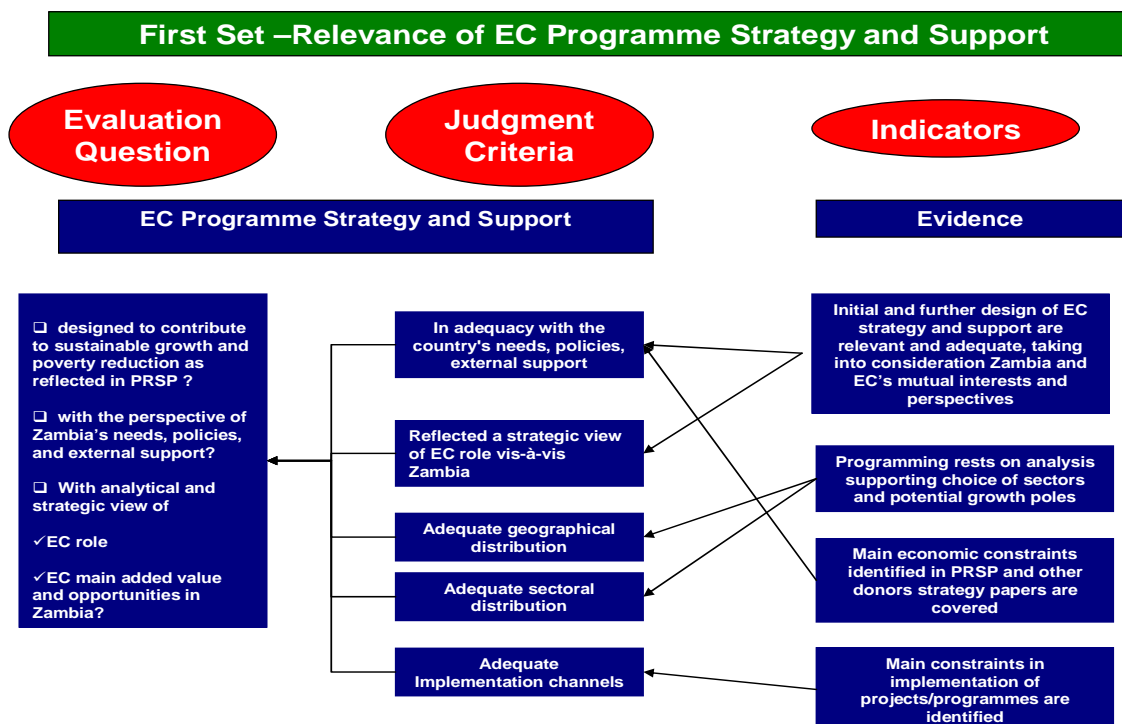 First Set –Relevance of EC Programme Strategy and Support
Evaluation
Question
Judgment
Criteria
Indicators
EC Programme Strategy and Support
Evidence
❑ designed to contribute
to sustainable growth and
poverty reduction as
reflected in PRSP ?
❑ with the perspective of
Zambia's needs, policies,
and external support?
❑ With analytical and
strategic view of
✓EC role
✓EC main added value
and opportunities in
Zambia?
In adequacy with the
country's needs, policies,
external support
Reflected a strategic view
of EC role vis-à-vis
Zambia
Adequate geographical
distribution
Adequate sectoral
distribution
Adequate
Implementation channels
Initial and further design of EC
strategy and support are
relevant and adequate, taking
into consideration Zambia and
EC's mutual interests and
perspectives
Programming rests on analysis
supporting choice of sectors
and potential growth poles
Main economic constraints
identified in PRSP and other
donors strategy papers are
covered
Main constraints in
implementation of
projects/programmes are
identified